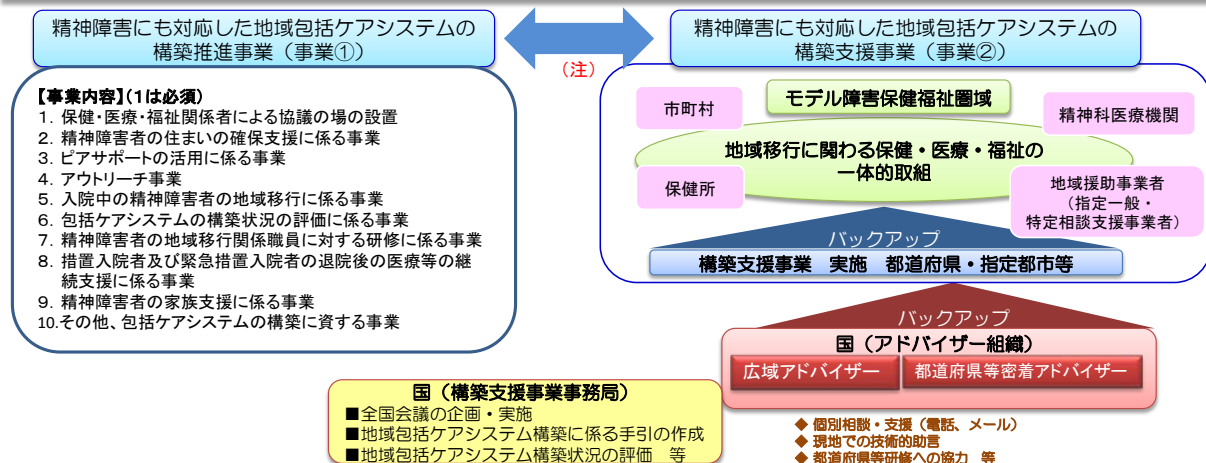 精神障害にも対応した地域包括ケアシステムの
構築推進事業（事業①）
（注）
精神障害にも対応した地域包括ケアシステムの
構築支援事業（事業②）
【事業内容】（１は必須）
1. 保健・医療・福祉関係者による協議の場の設置
2. 精神障害者の住まいの確保支援に係る事業
3. ピアサポートの活用に係る事業
4. アウトリーチ事業
5. 入院中の精神障害者の地域移行に係る事業
6. 包括ケアシステムの構築状況の評価に係る事業
7. 精神障害者の地域移行関係職員に対する研修に係る事業
8. 措置入院者及び緊急措置入院者の退院後の医療等の継
続支援に係る事業
9. 精神障害者の家族支援に係る事業
10.その他、包括ケアシステムの構築に資する事業
市町村
モデル障害保健福祉圏域
精神科医療機関
地域移行に関わる保健・医療・福祉の
一体的取組
保健所
地域援助事業者
（指定一般・
特定相談支援事業者）
バックアップ
構築支援事業　実施　都道府県・指定都市等
バックアップ
国（アドバイザー組織）
広域アドバイザー
都道府県等密着アドバイザー
国（構築支援事業事務局）
■全国会議の企画・実施
■地域包括ケアシステム構築に係る手引の作成
■地域包括ケアシステム構築状況の評価　等
◆ 個別相談・支援（電話、メール）
◆ 現地での技術的助言
◆ 都道府県等研修への協力　等